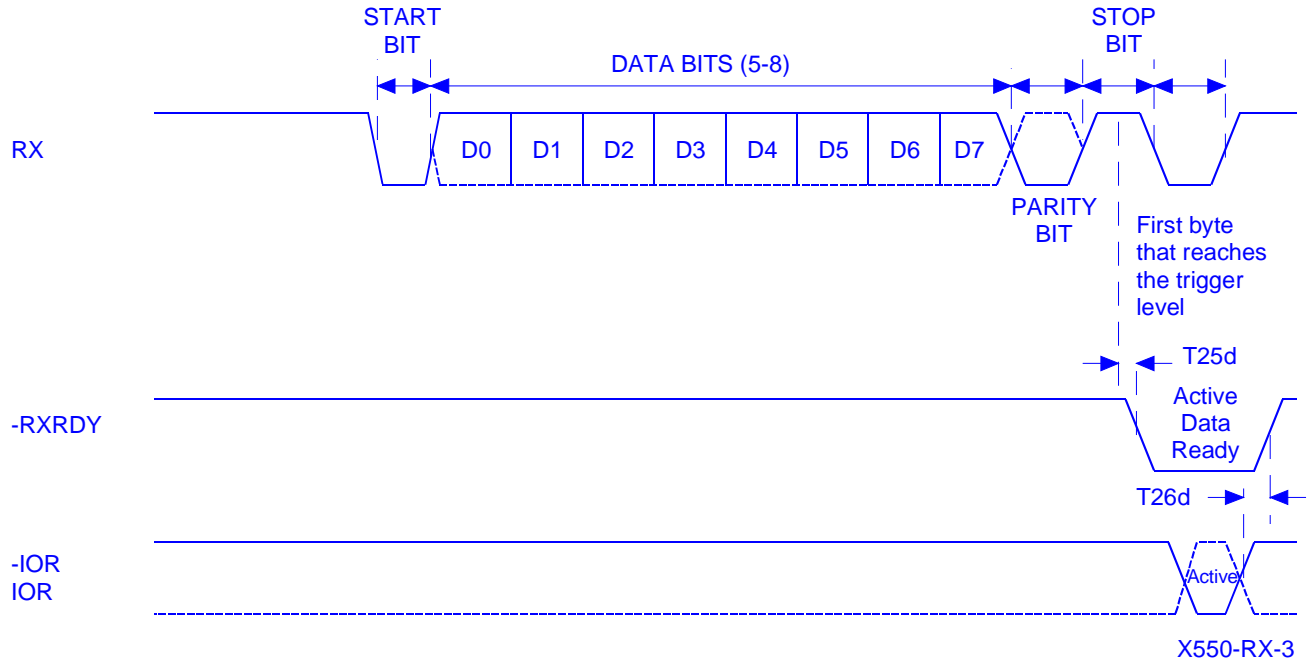 START
BIT
DATA BITS (5-8)
STOP
BIT
RX
D0 D1 D2 D3 D4 D5 D6 D7
PARITY
BIT
First byte
that reaches
the trigger
level
T25d
-RXRDY
Active
Data
Ready
T26d
-IOR
IOR
Active
X550-RX-3